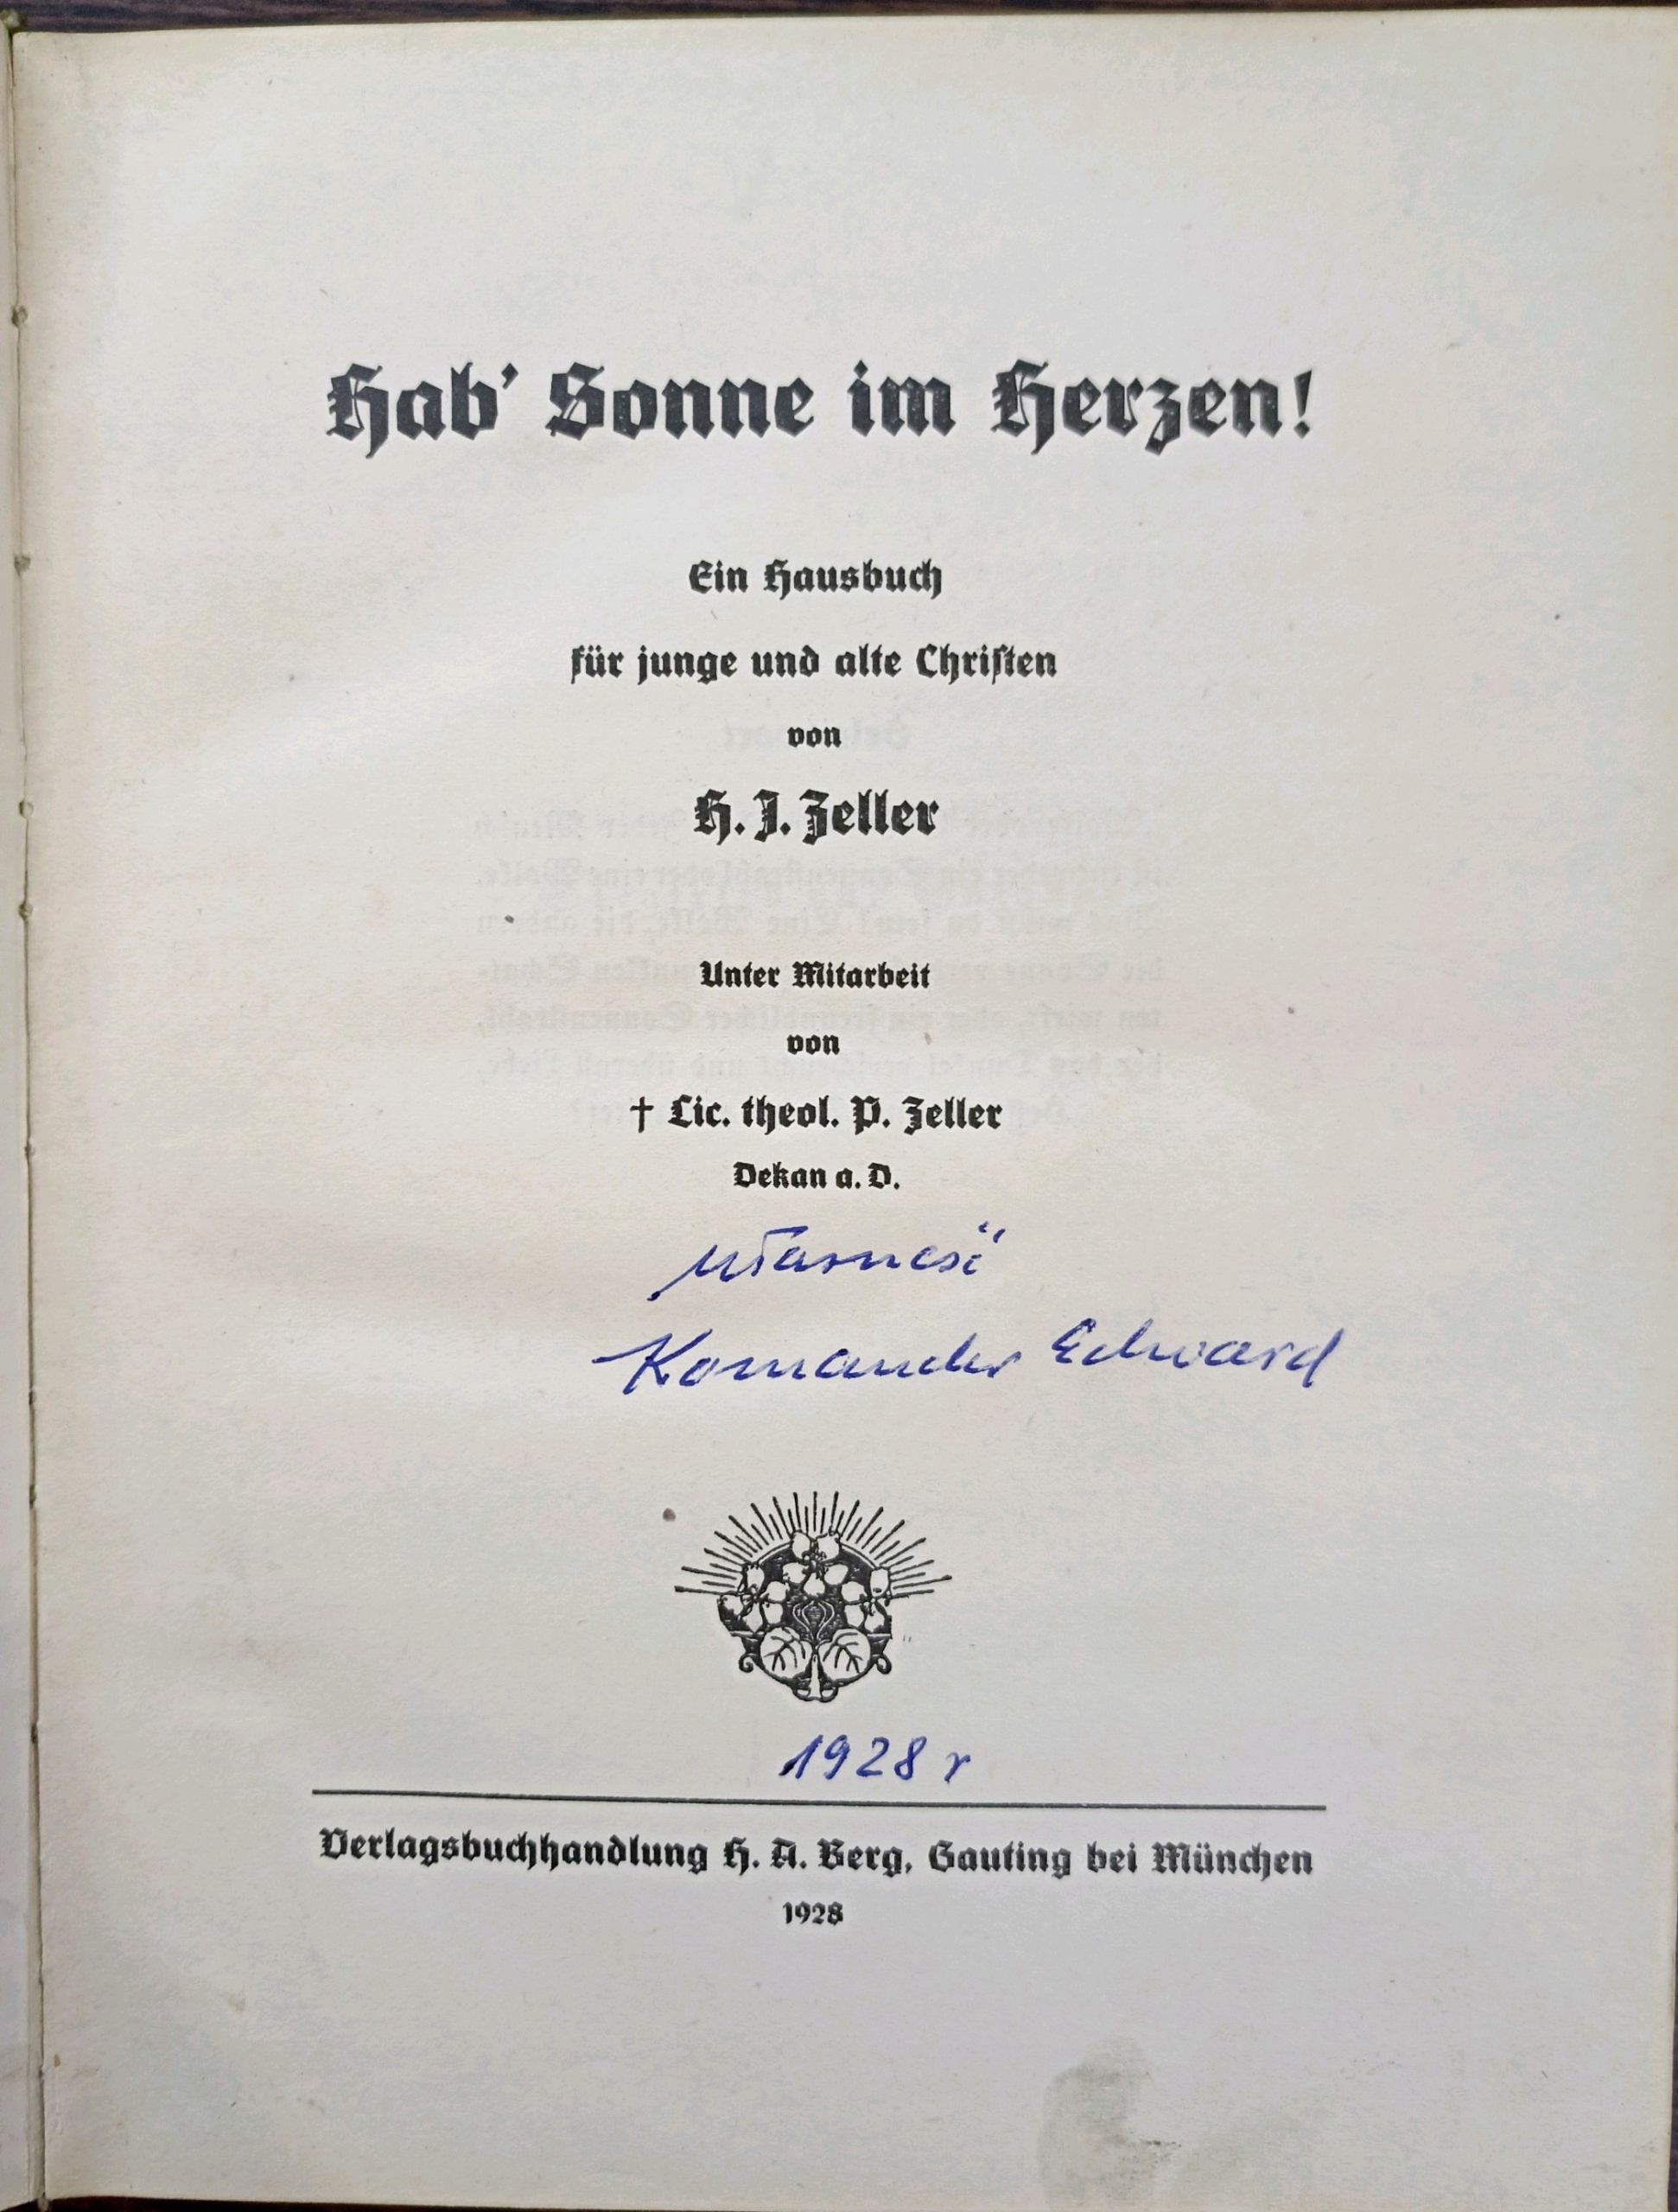 Hab' Sonne im Herzen!
Ein Hausbuch
für junge und alte Christen
von
H. J. Zeller
Unter Mitarbeit
von
† Lic. theol. P. Zeller
Dekan a. D.
Komander Edward
1928 r
Verlagsbuchhandlung H. A. Berg, Gauting bei München
1928